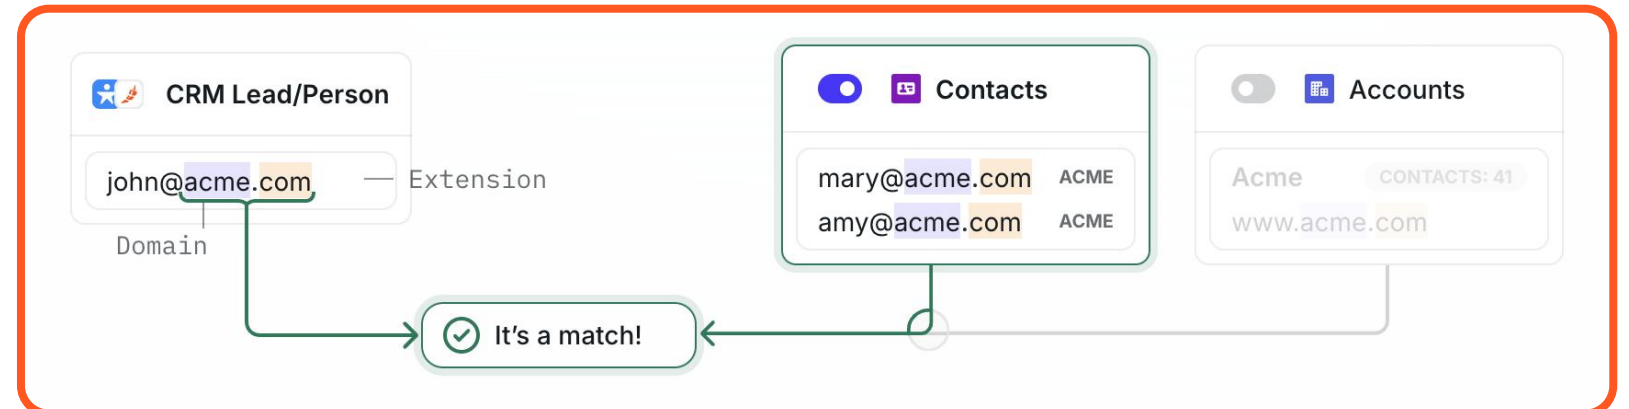 CRM Lead/Person
john@acme.com
Extension
Domain
Contacts
mary@acme.com ACME
amy@acme.com ACME
Accounts
Acme CONTACTS: 41
www.acme.com
It's a match!